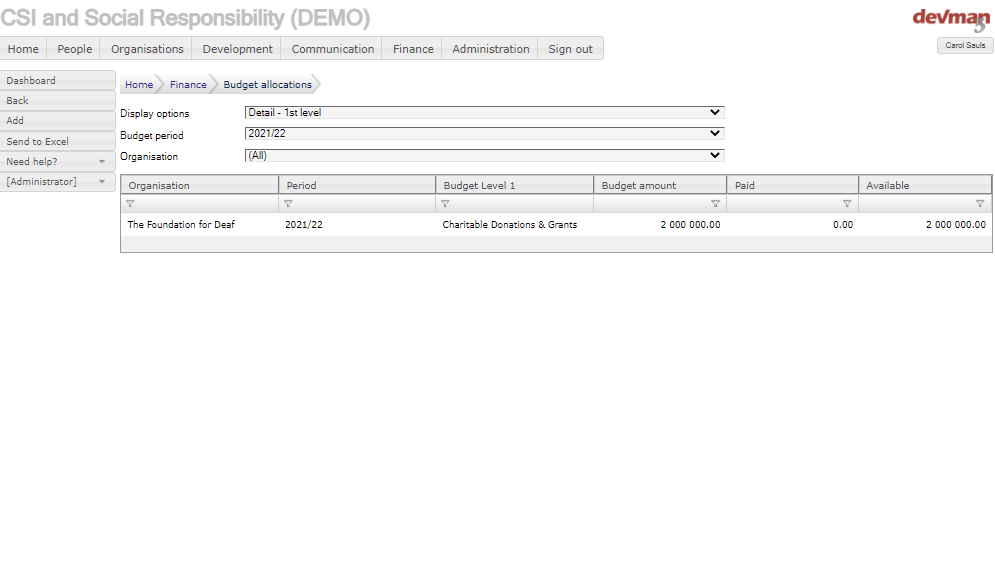 CSI and Social Responsibility (DEMO)
devman 5
Home People Organisations Development Communication Finance Administration Sign out
Carol Sauls
Dashboard
Back
Add
Send to Excel
Need help?
[Administrator]
Home Finance Budget allocations
Display options Detail - 1st level
Budget period 2021/22
Organisation (All)
Organisation Period Budget Level 1 Budget amount Paid Available
The Foundation for Deaf 2021/22 Charitable Donations & Grants 2 000 000.00 0.00 2 000 000.00